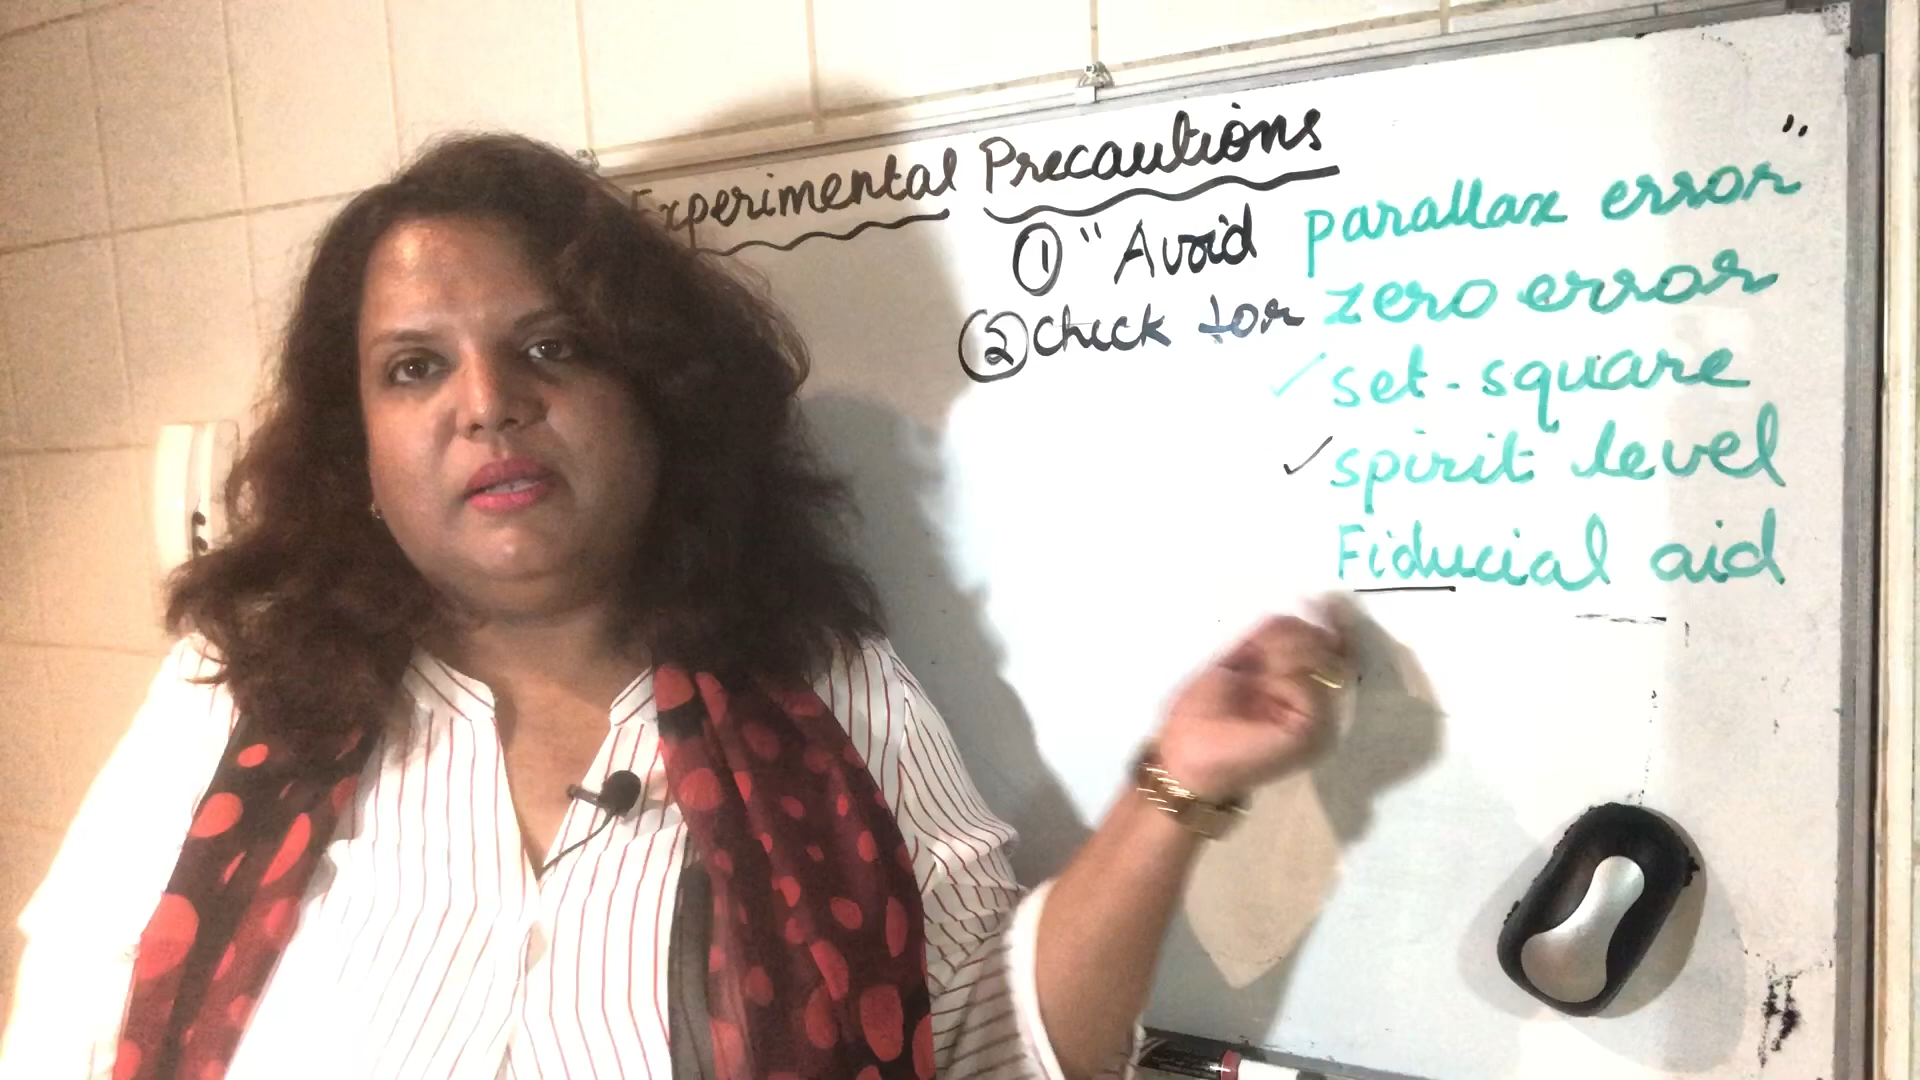 Experimental Precautions
① "Avoid parallax error"
② check for zero error
✓ set-square
✓ spirit level
Fiducial aid